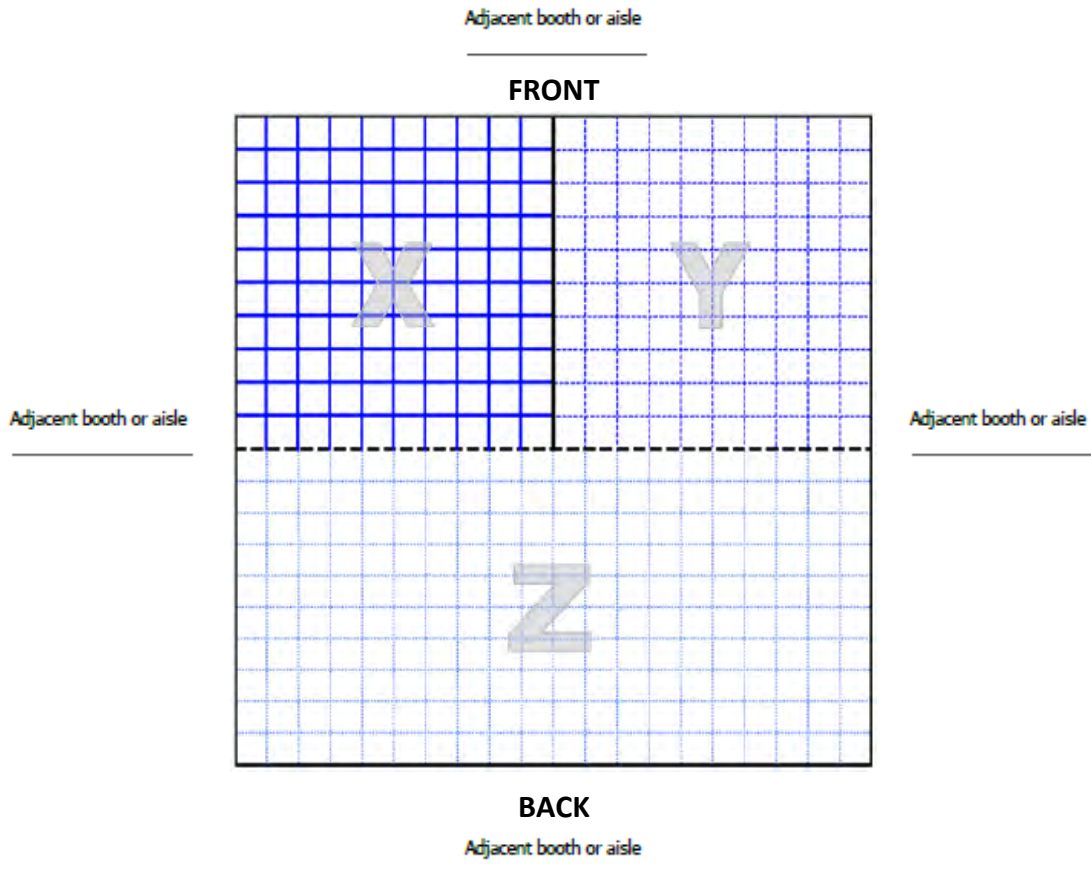 Adjacent booth or aisle
FRONT
X
Y
Adjacent booth or aisle
Adjacent booth or aisle
Z
BACK
Adjacent booth or aisle